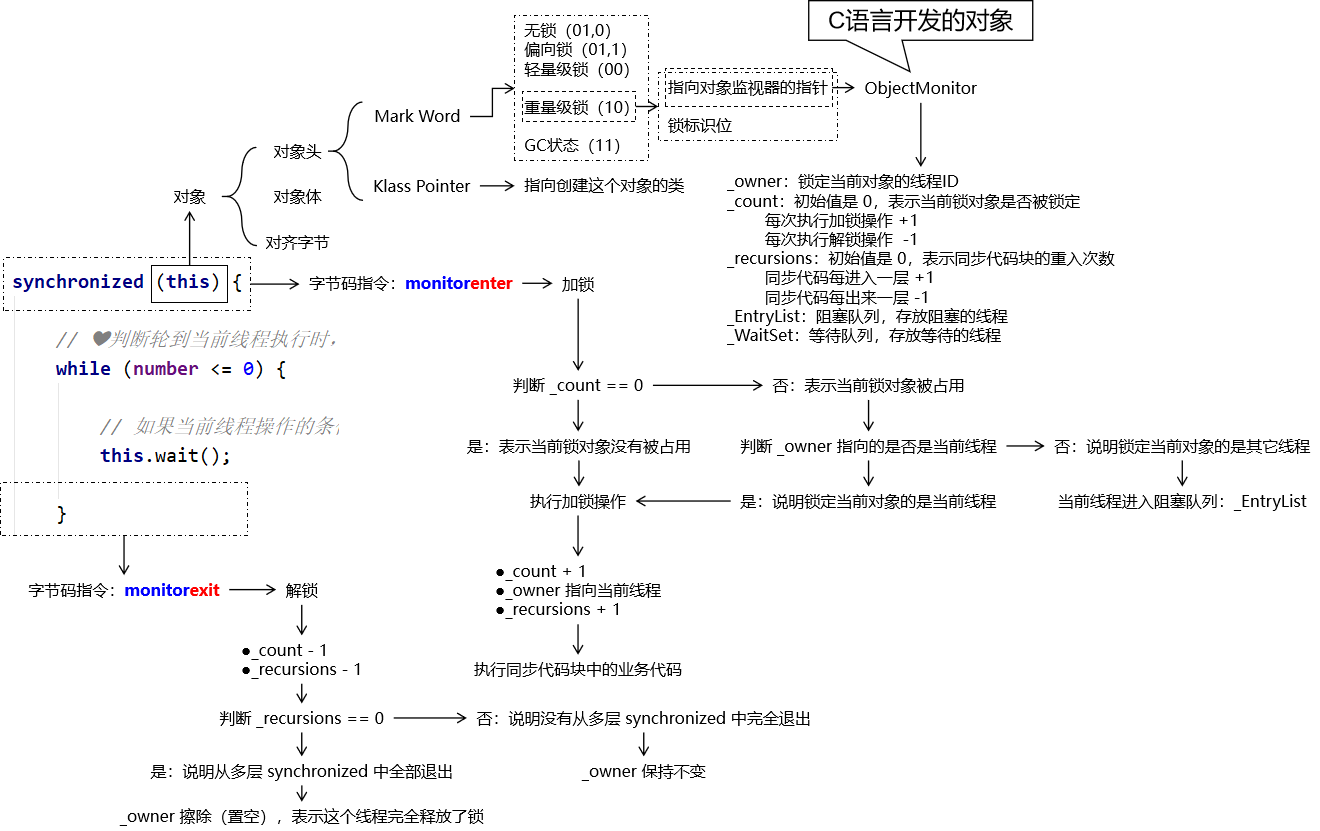 C语言开发的对象
无锁（01,0）
偏向锁（01,1）
轻量级锁（00）
重量级锁（10）
GC状态（11）
指向对象监视器的指针
锁标识位
ObjectMonitor
Mark Word
对象头
Klass Pointer
指向创建这个对象的类
对象
对象体
对齐字节
_owner：锁定当前对象的线程ID
_count：初始值是 0，表示当前锁对象是否被锁定
每次执行加锁操作 +1
每次执行解锁操作 -1
_recursions：初始值是 0，表示同步代码块的重入次数
同步代码每进入一层 +1
同步代码每出来一层 -1
_EntryList：阻塞队列，存放阻塞的线程
_WaitSet：等待队列，存放等待的线程
synchronized (this) {
字节码指令：monitorenter
加锁
// ❤判断轮到当前线程执行时，
while (number <= 0) {
// 如果当前线程操作的条
this.wait();
}
判断 _count == 0
否：表示当前锁对象被占用
是：表示当前锁对象没有被占用
判断 _owner 指向的是否是当前线程
否：说明锁定当前对象的是其它线程
执行加锁操作
是：说明锁定当前对象的是当前线程
当前线程进入阻塞队列：_EntryList
●_count + 1
●_owner 指向当前线程
●_recursions + 1
执行同步代码块中的业务代码
字节码指令：monitorexit
解锁
●_count - 1
●_recursions - 1
判断 _recursions == 0
否：说明没有从多层 synchronized 中完全退出
是：说明从多层 synchronized 中全部退出
_owner 保持不变
_owner 擦除（置空），表示这个线程完全释放了锁